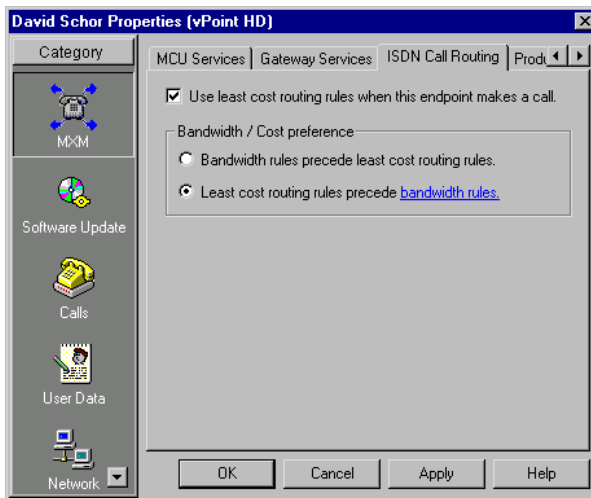 David Schor Properties (vPoint HD)
Category
MCU Services
Gateway Services
ISDN Call Routing
Use least cost routing rules when this endpoint makes a call.
Bandwidth / Cost preference
Bandwidth rules precede least cost routing rules.
Least cost routing rules precede bandwidth rules.
MXM
Software Update
Calls
User Data
Network
OK
Cancel
Apply
Help